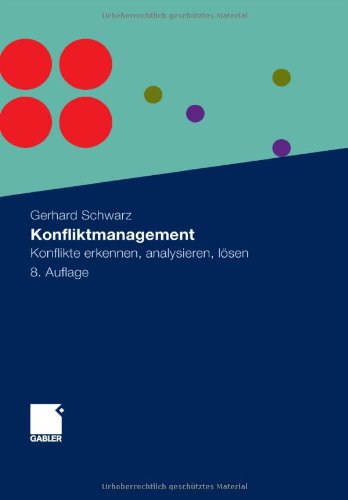 Urheberrechtlich geschütztes Material
Gerhard Schwarz
Konfliktmanagement
Konflikte erkennen, analysieren, lösen
8. Auflage
GABLER
Urheberrechtlich geschütztes Material